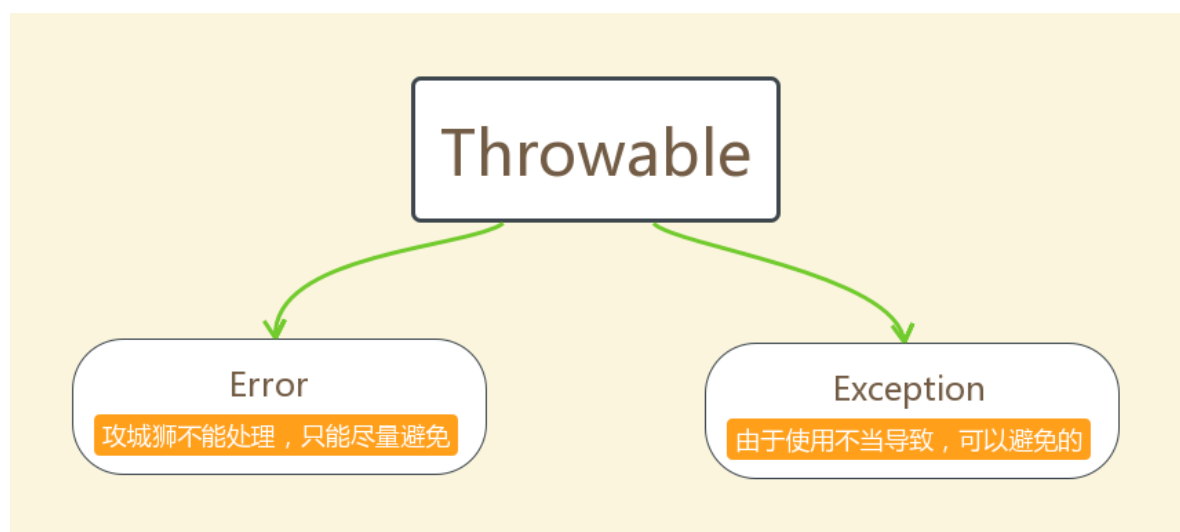 Throwable
Error
攻城狮不能处理，只能尽量避免
Exception
由于使用不当导致，可以避免的